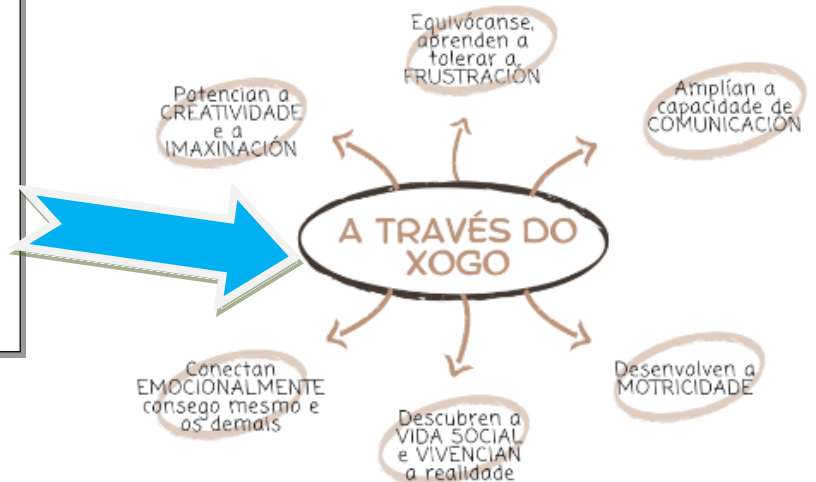 Equivócanse,
aprenden a
tolerar a
FRUSTRACIÓN
Potencian a
CREATIVIDADE
e a
IMAXINACIÓN
Amplían a
capacidade de
COMUNICACIÓN
A TRAVÉS DO
XOGO
Conectan
EMOCIONALMENTE
consego mesmo e
os demais
Descubren a
VIDA SOCIAL
e VIVENCIAN
a realidade
Desenvolven a
MOTRICIDADE